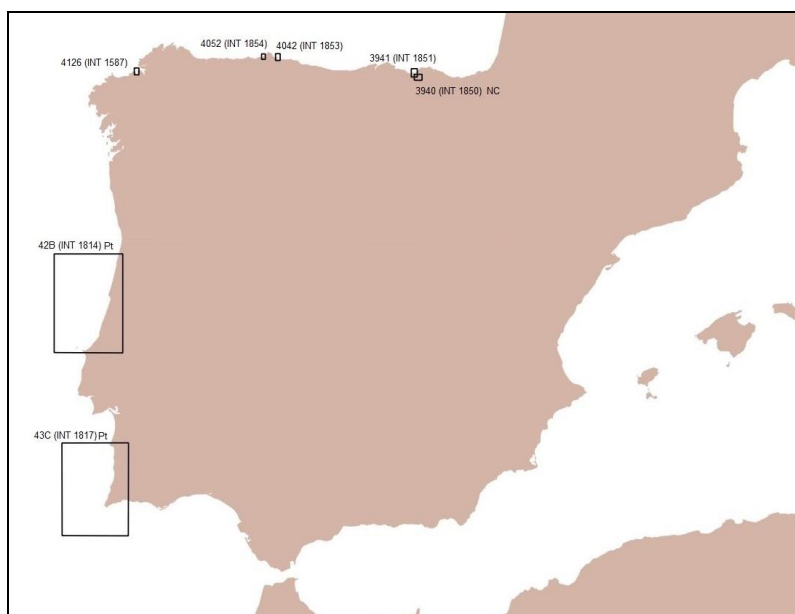 4052 (INT 1854)
4042 (INT 1853)
4126 (INT 1587)
3941 (INT 1851)
3940 (INT 1850) NC
42B (INT 1814) Pt
43C (INT 1817) Pt